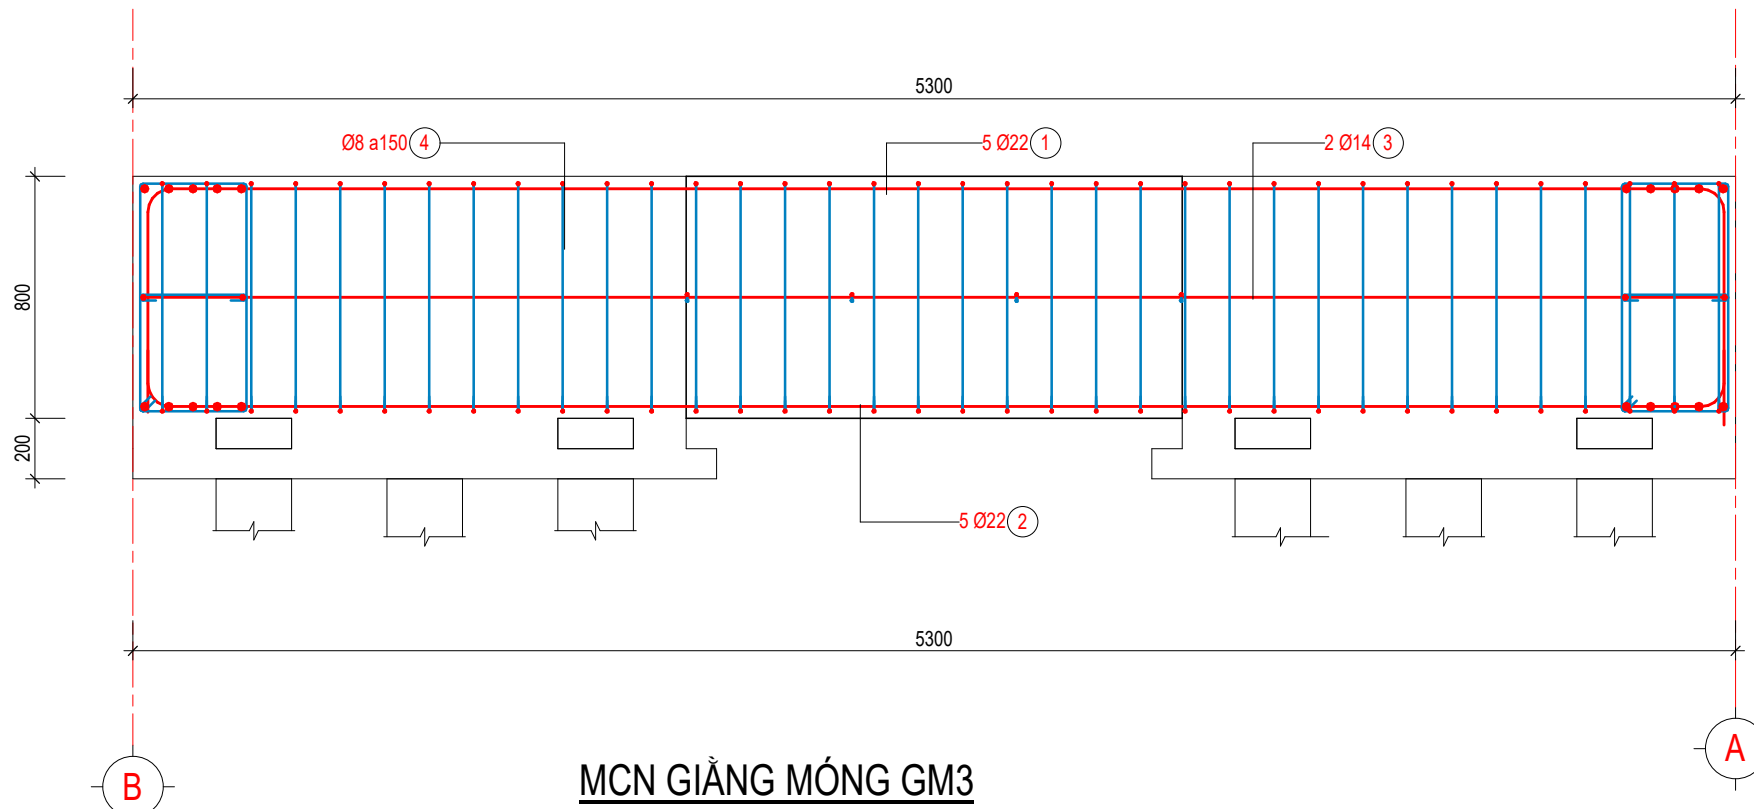 5300
Ø8 a150 4
5 Ø22 1
2 Ø14 3
800
200
5 Ø22 2
5300
B
A
MCN GIẰNG MÓNG GM3